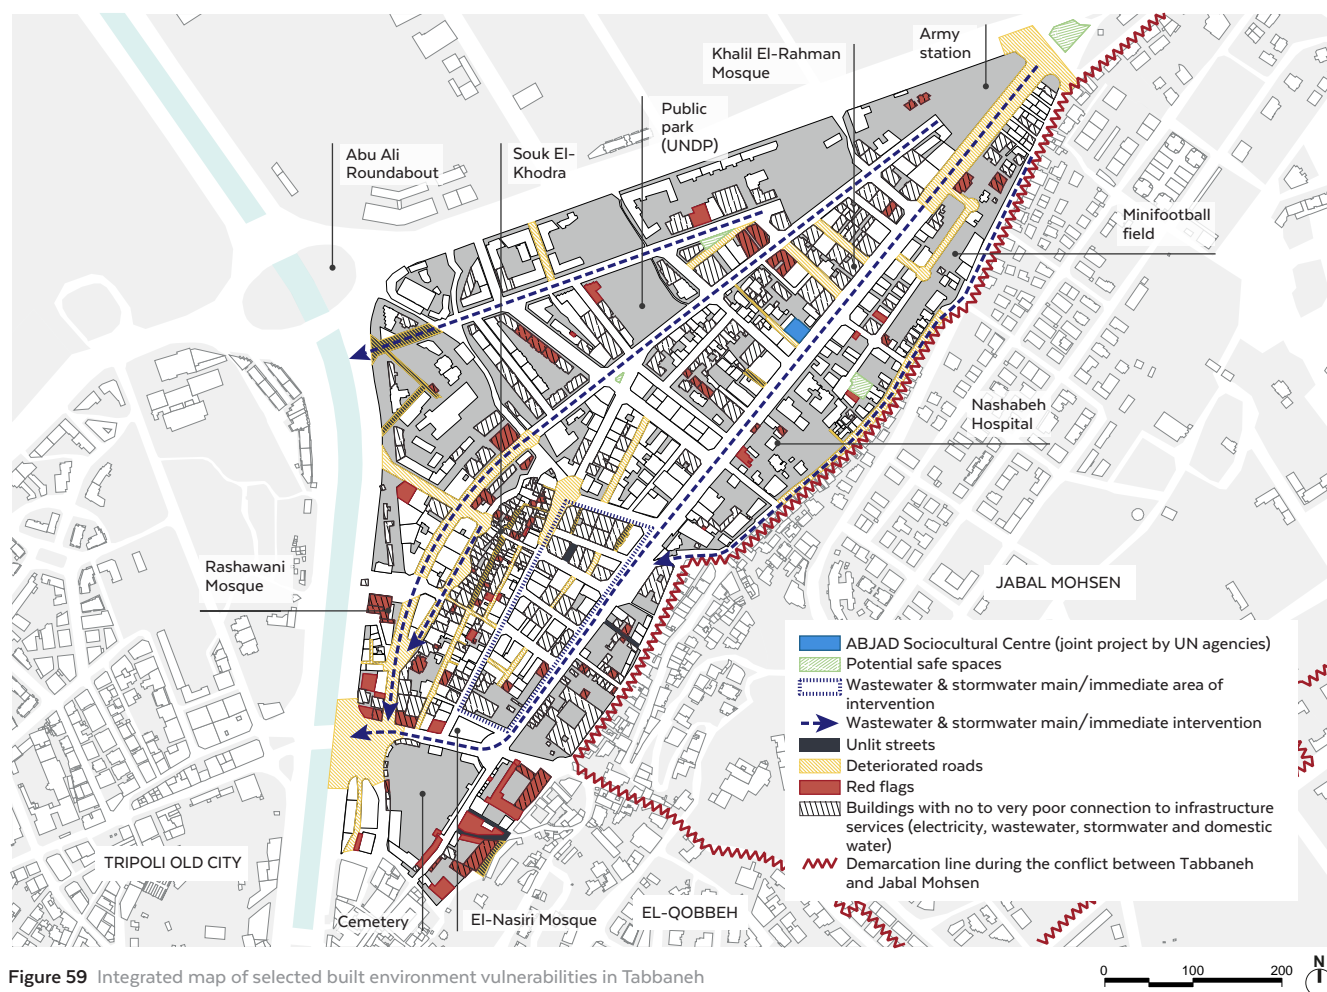 Army
station
Khalil El-Rahman
Mosque
Public
park
(UNDP)
Abu Ali
Roundabout
Souk El-
Khodra
Minifootball
field
Nashabeh
Hospital
Rashawani
Mosque
JABAL MOHSEN
ABJAD Sociocultural Centre (joint project by UN agencies)
Potential safe spaces
Wastewater & stormwater main/immediate area of
intervention
Wastewater & stormwater main/immediate intervention
Unlit streets
Deteriorated roads
Red flags
Buildings with no to very poor connection to infrastructure
services (electricity, wastewater, stormwater and domestic
water)
Demarcation line during the conflict between Tabbaneh
and Jabal Mohsen
TRIPOLI OLD CITY
Cemetery
El-Nasiri Mosque
EL-QOBBEH
Figure 59 Integrated map of selected built environment vulnerabilities in Tabbaneh
0 100 200
N